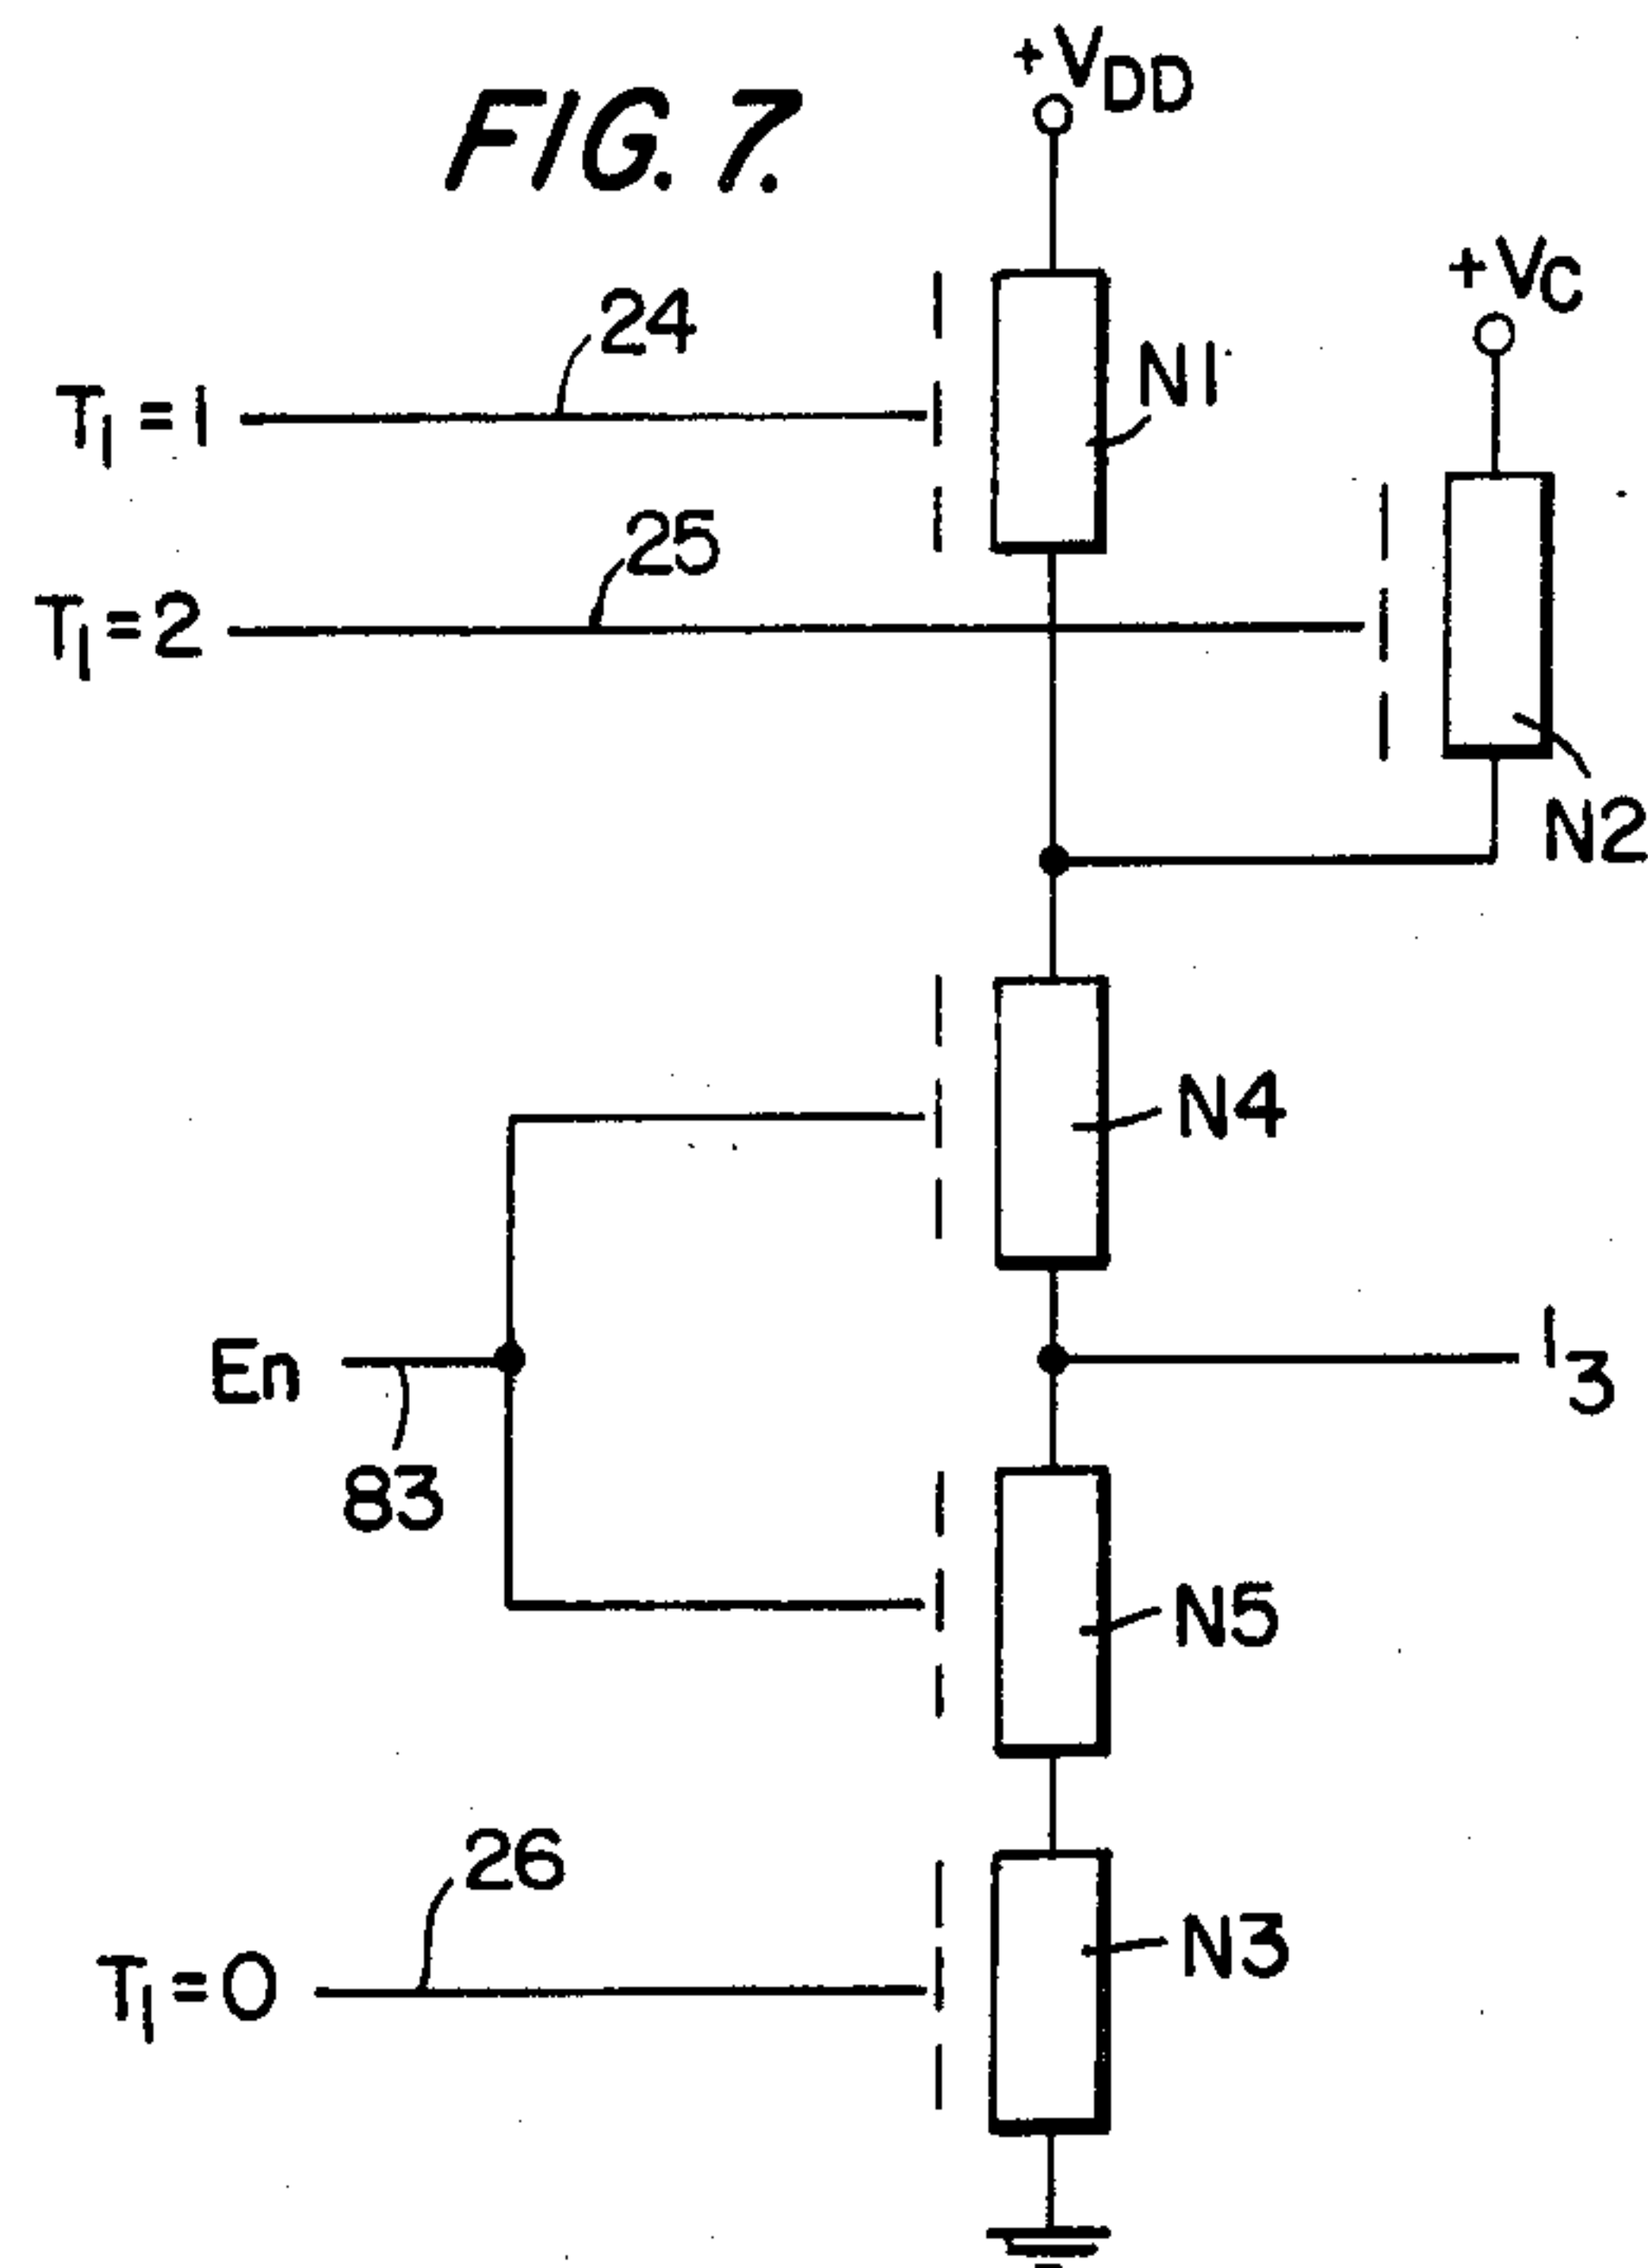 FIG. 7.
+VDD
+VC
24
N1
T1=1
25
T1=2
N2
N4
En
I3
83
N5
26
N3
T1=0